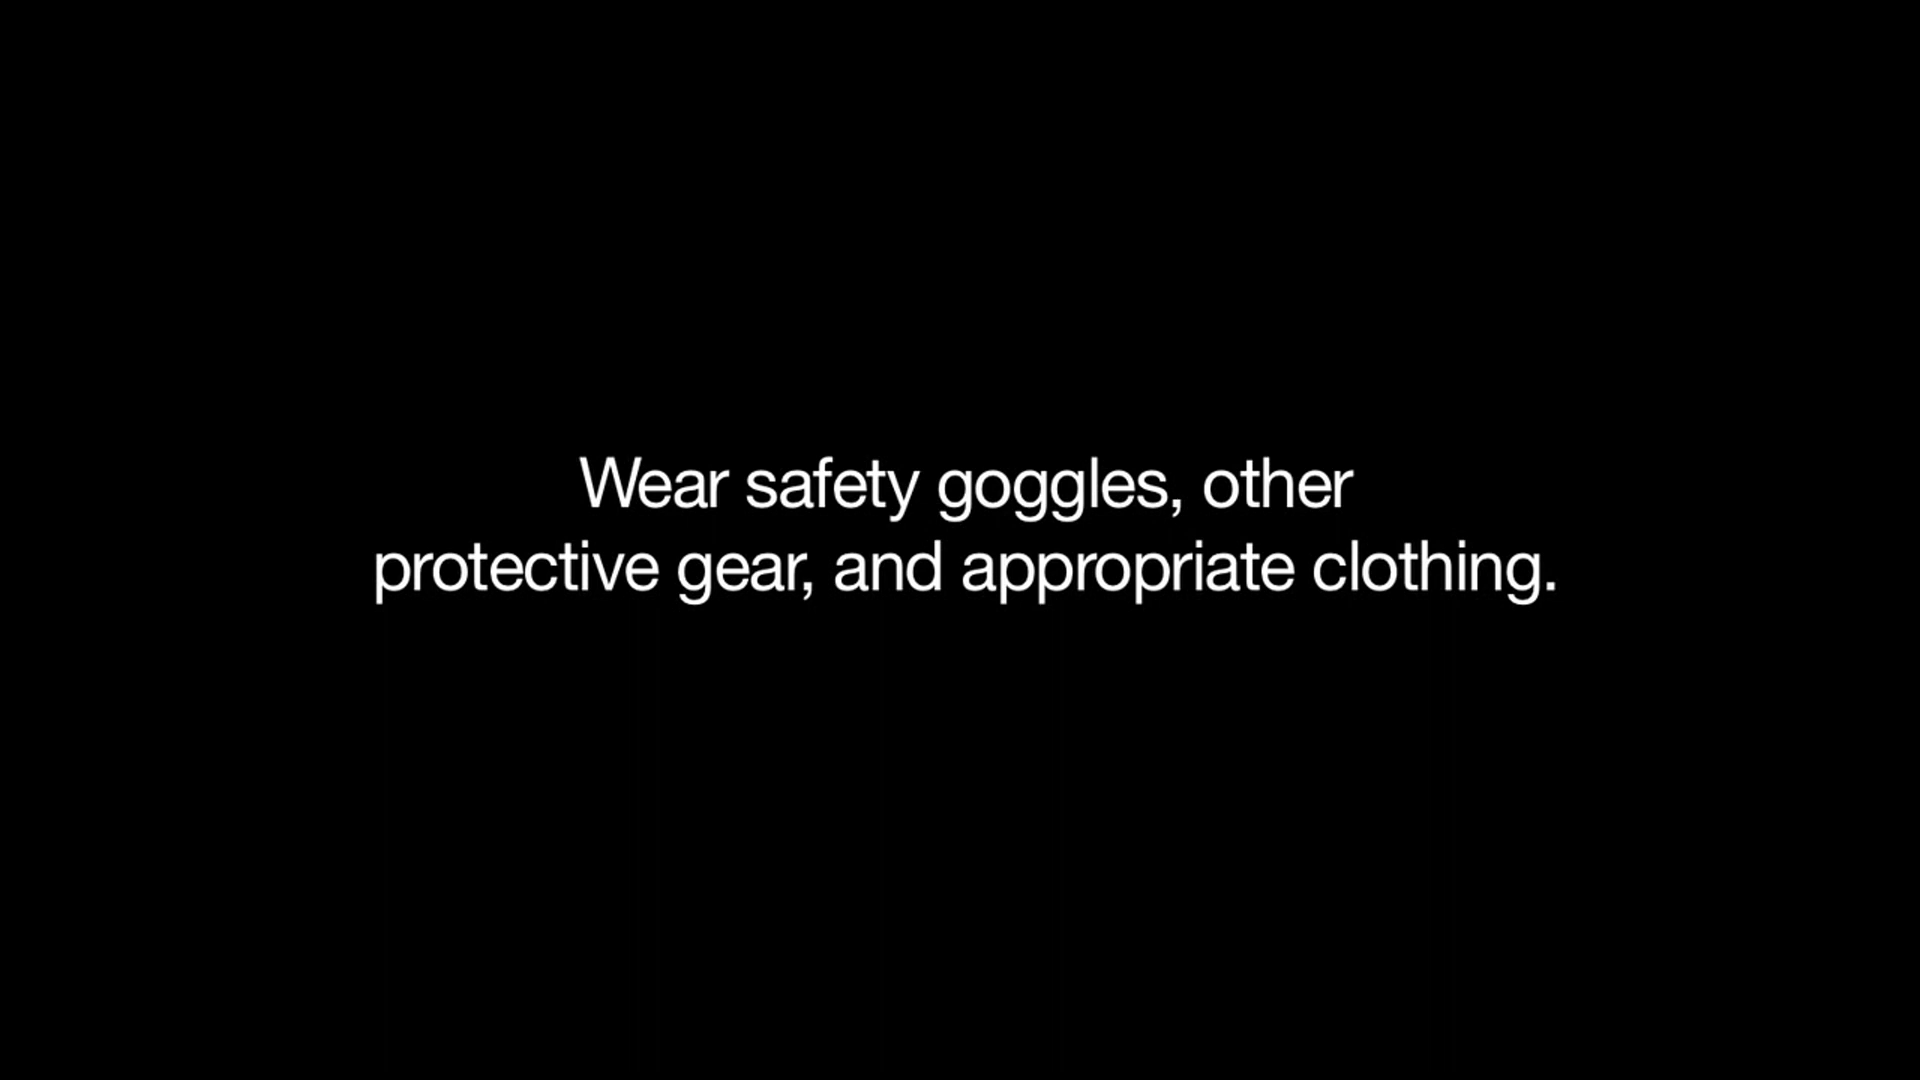 Wear safety goggles, other
protective gear, and appropriate clothing.